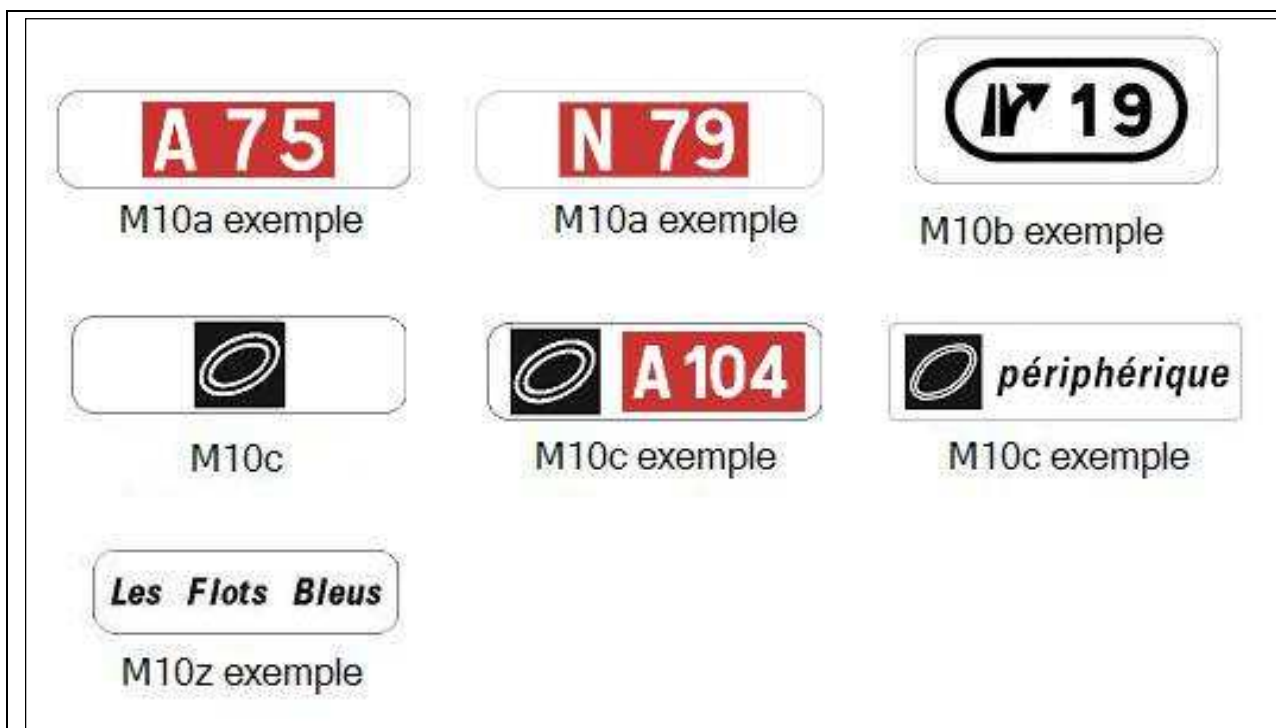 A 75
N 79
19
M10a exemple
M10a exemple
M10b exemple
A 104
périphérique
M10c
M10c exemple
M10c exemple
Les Flots Bleus
M10z exemple